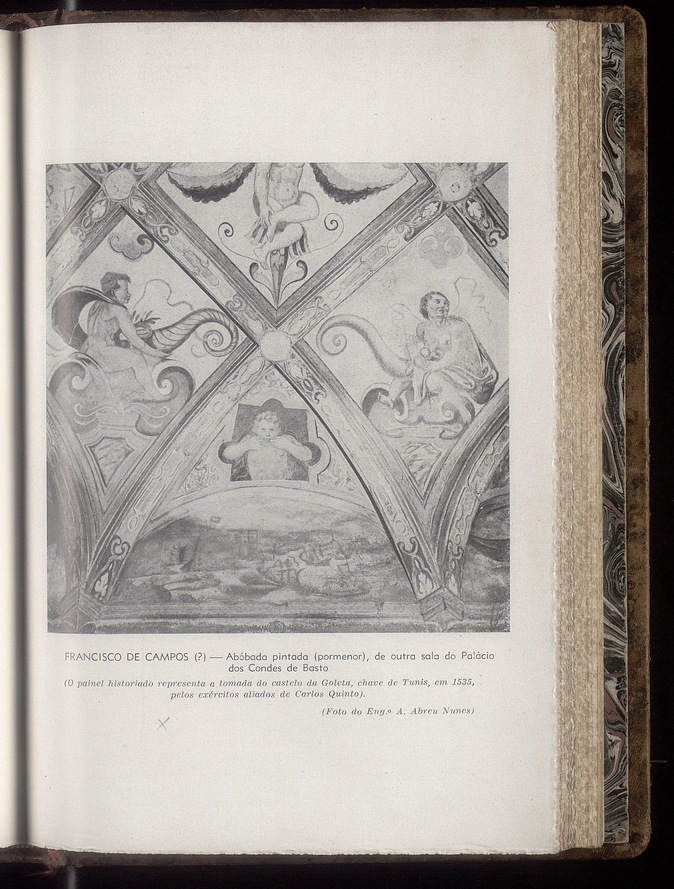 FRANCISCO DE CAMPOS (?) — Abóbada pintada (pormenor), de outra sala do Palácio
dos Condes de Basto
(O painel historiado representa a tomada do castelo da Goleta, chave de Tunis, em 1535,
pelos exércitos aliados de Carlos Quinto).
(Foto do Eng.º A. Abreu Nunes)